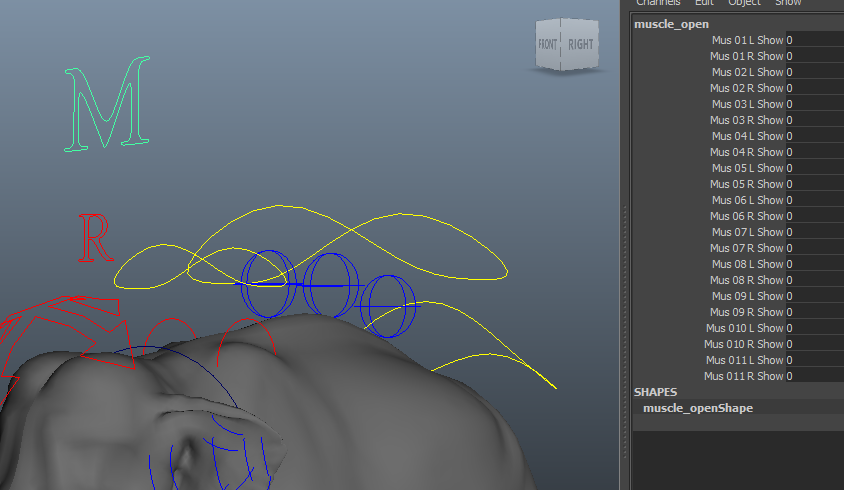 Channels Edit Object Show
muscle_open
Mus 01 L Show 0
Mus 01 R Show 0
Mus 02 L Show 0
Mus 02 R Show 0
Mus 03 L Show 0
Mus 03 R Show 0
Mus 04 L Show 0
Mus 04 R Show 0
Mus 05 L Show 0
Mus 05 R Show 0
Mus 06 L Show 0
Mus 06 R Show 0
Mus 07 L Show 0
Mus 07 R Show 0
Mus 08 L Show 0
Mus 08 R Show 0
Mus 09 L Show 0
Mus 09 R Show 0
Mus 010 L Show 0
Mus 010 R Show 0
Mus 011 L Show 0
Mus 011 R Show 0
SHAPES
muscle_openShape
FRONT RIGHT
M
R